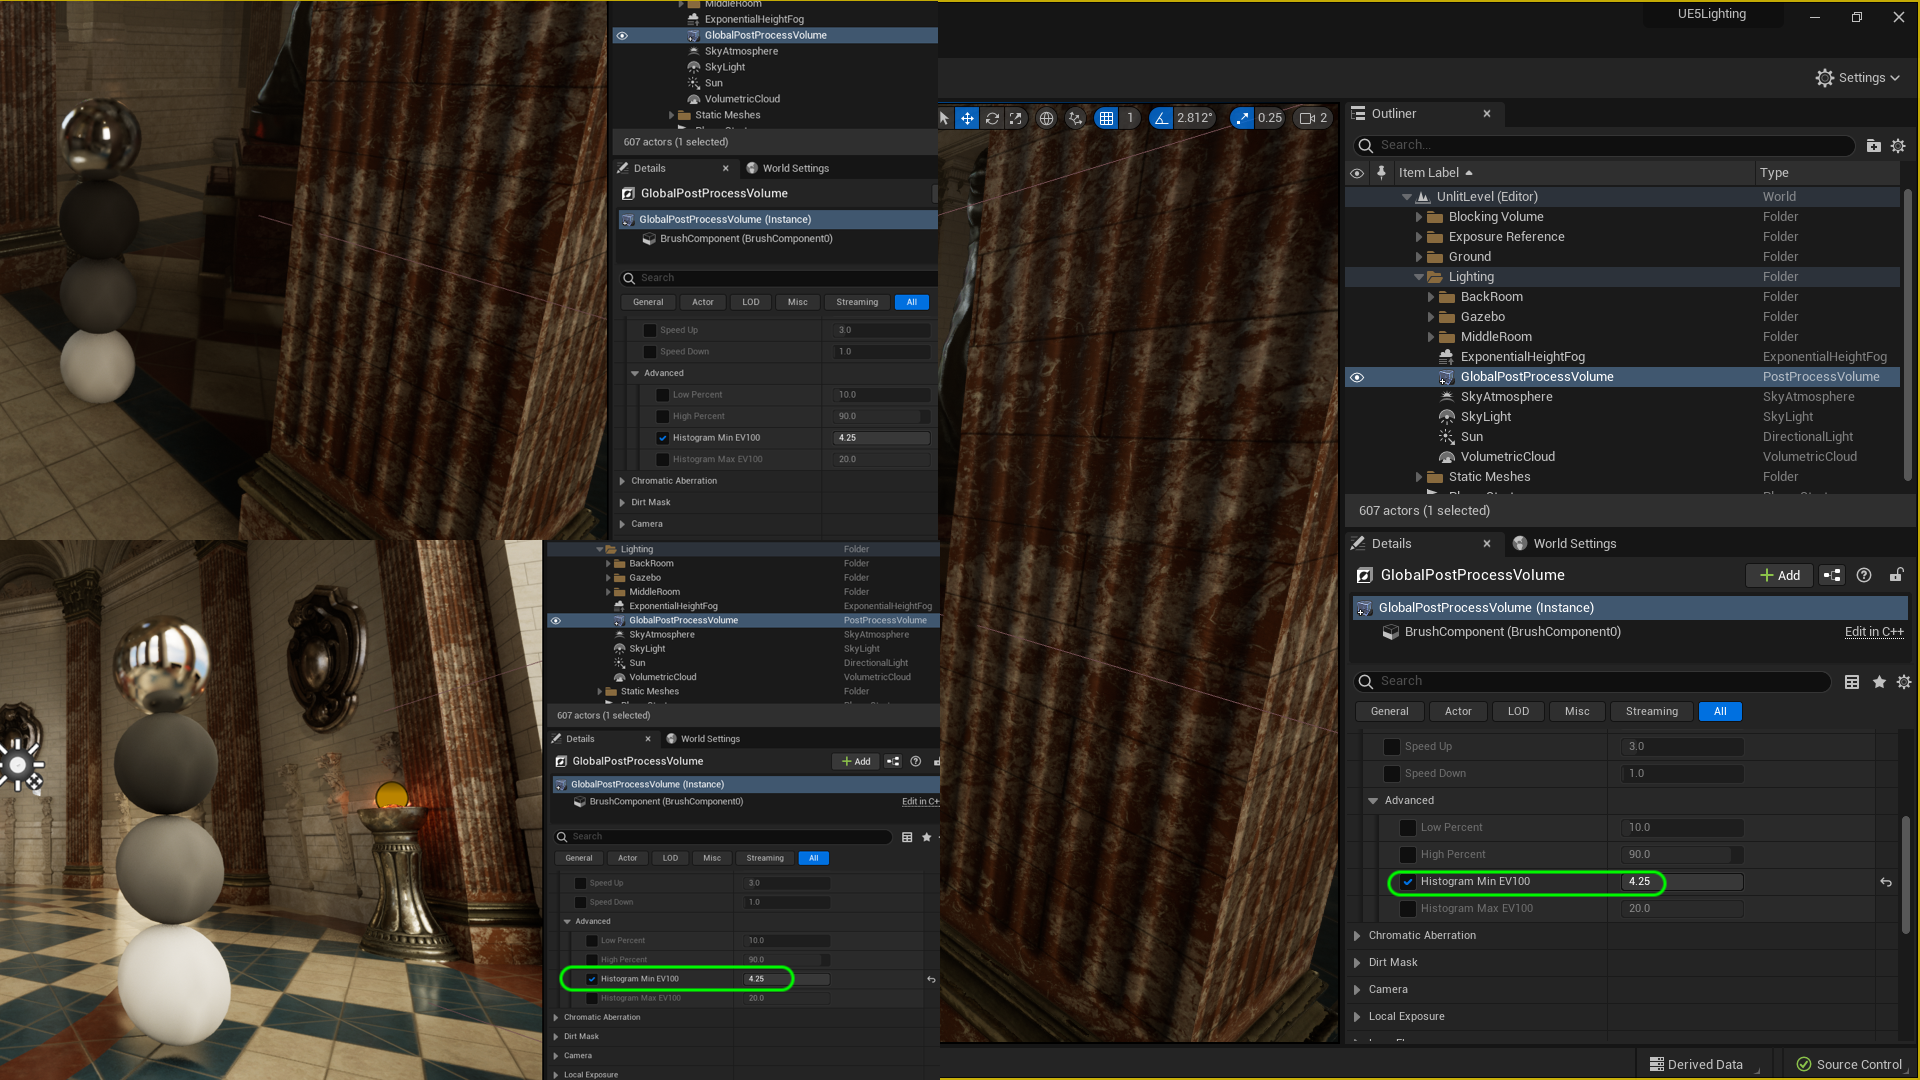 MiddleRoom
ExponentialHeightFog
GlobalPostProcessVolume
SkyAtmosphere
SkyLight
Sun
VolumetricCloud
Static Meshes
607 actors (1 selected)
Details
World Settings
GlobalPostProcessVolume
GlobalPostProcessVolume (Instance)
BrushComponent (BrushComponent0)
Search
General Actor LOD Misc Streaming All
Speed Up 3.0
Speed Down 1.0
Advanced
Low Percent 10.0
High Percent 90.0
Histogram Min EV100 4.25
Histogram Max EV100 20.0
Chromatic Aberration
Dirt Mask
Camera
Lighting Folder
BackRoom Folder
Gazebo Folder
MiddleRoom Folder
ExponentialHeightFog ExponentialHeightFog
GlobalPostProcessVolume PostProcessVolume
SkyAtmosphere SkyAtmosphere
SkyLight SkyLight
Sun DirectionalLight
VolumetricCloud VolumetricCloud
Static Meshes Folder
607 actors (1 selected)
Details World Settings
GlobalPostProcessVolume Add
GlobalPostProcessVolume (Instance)
BrushComponent (BrushComponent0) Edit in C+
Search
General Actor LOD Misc Streaming All
Speed Up 3.0
Speed Down 1.0
Advanced
Low Percent 10.0
High Percent 90.0
Histogram Min EV100 4.25
Histogram Max EV100 20.0
Chromatic Aberration
Dirt Mask
Camera
Local Exposure
UE5Lighting
Settings
1 2.812° 0.25 2
Outliner
Search...
Item Label Type
UnlitLevel (Editor) World
Blocking Volume Folder
Exposure Reference Folder
Ground Folder
Lighting Folder
BackRoom Folder
Gazebo Folder
MiddleRoom Folder
ExponentialHeightFog ExponentialHeightFog
GlobalPostProcessVolume PostProcessVolume
SkyAtmosphere SkyAtmosphere
SkyLight SkyLight
Sun DirectionalLight
VolumetricCloud VolumetricCloud
Static Meshes Folder
607 actors (1 selected)
Details World Settings
GlobalPostProcessVolume Add
GlobalPostProcessVolume (Instance)
BrushComponent (BrushComponent0) Edit in C++
Search
General Actor LOD Misc Streaming All
Speed Up 3.0
Speed Down 1.0
Advanced
Low Percent 10.0
High Percent 90.0
Histogram Min EV100 4.25
Histogram Max EV100 20.0
Chromatic Aberration
Dirt Mask
Camera
Local Exposure
Derived Data Source Control